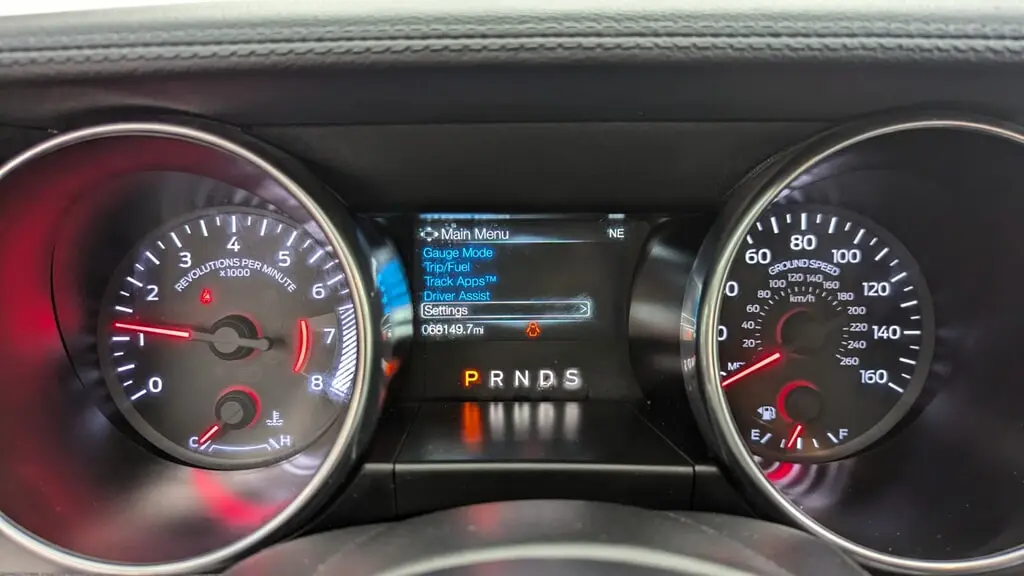 0
1
2
3
4
5
6
7
8
REVOLUTIONS PER MINUTE
x1000
C
H
Main Menu
NE
Gauge Mode
Trip/Fuel
Track Apps™
Driver Assist
Settings >
068149.7mi
P R N D S
60
80
100
120
140
160
GROUND SPEED
20
40
60
80
100
120
140
160
180
200
220
240
260
km/h
E
F